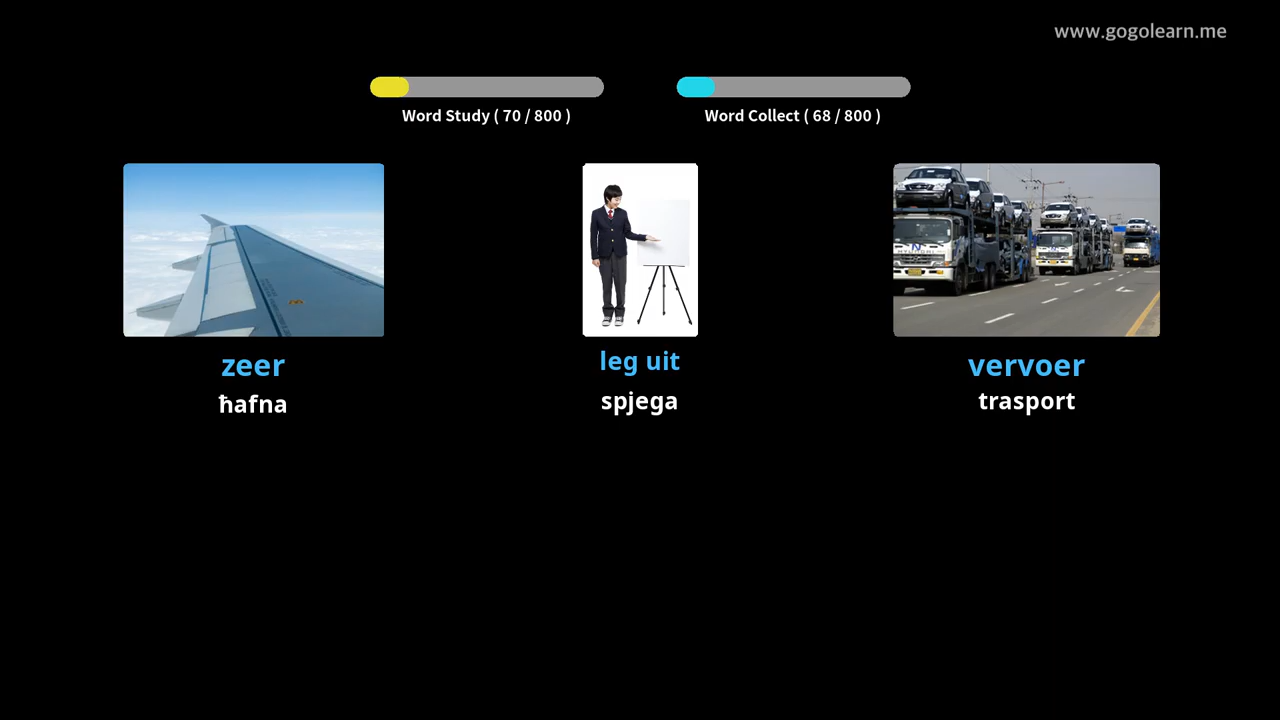 www.gogolearn.me
Word Study ( 70 / 800 )
Word Collect ( 68 / 800 )
zeer
ħafna
leg uit
spjega
vervoer
trasport